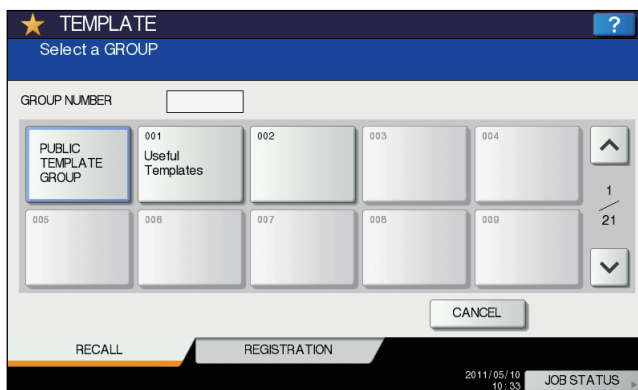 TEMPLATE
?
Select a GROUP
GROUP NUMBER
PUBLIC
TEMPLATE
GROUP
001
Useful
Templates
002
003
004
1
21
005
006
007
008
009
CANCEL
RECALL
REGISTRATION
2011/05/10
10:33
JOB STATUS